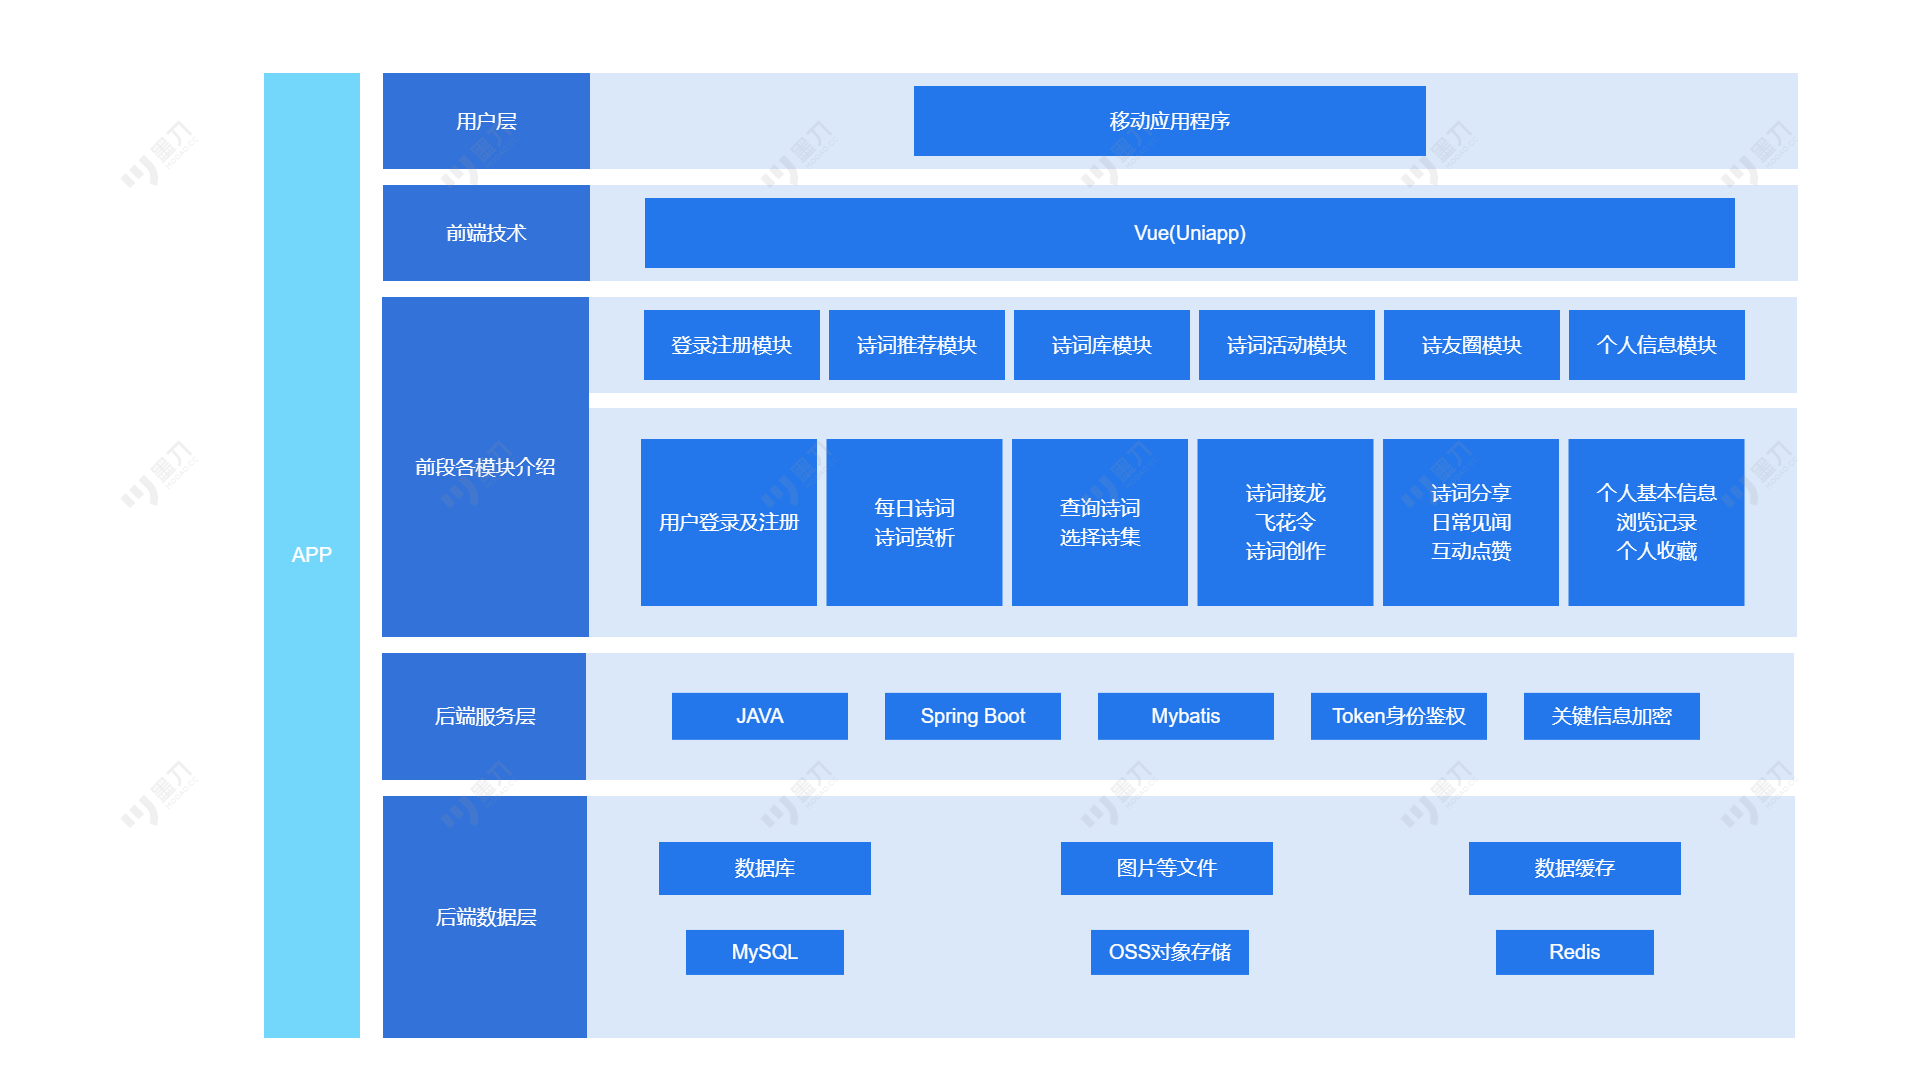 APP
用户层
移动应用程序
前端技术
Vue(Uniapp)
前段各模块介绍
登录注册模块
诗词推荐模块
诗词库模块
诗词活动模块
诗友圈模块
个人信息模块
用户登录及注册
每日诗词
诗词赏析
查询诗词
选择诗集
诗词接龙
飞花令
诗词创作
诗词分享
日常见闻
互动点赞
个人基本信息
浏览记录
个人收藏
后端服务层
JAVA
Spring Boot
Mybatis
Token身份鉴权
关键信息加密
后端数据层
数据库
图片等文件
数据缓存
MySQL
OSS对象存储
Redis
墨刀
MODAO.CC